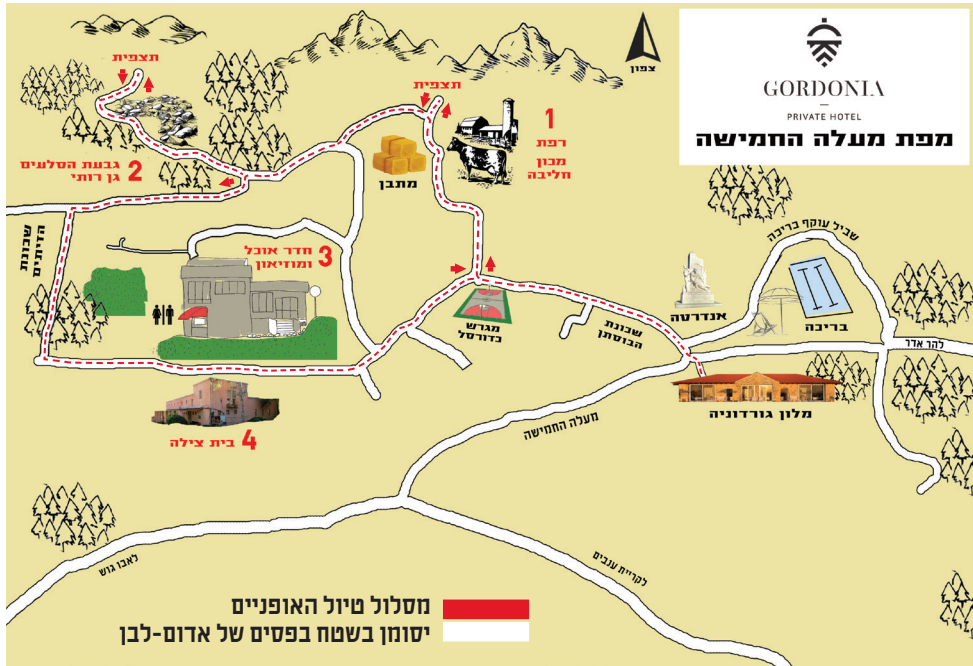 GORDONIA
PRIVATE HOTEL
מפת מעלה החמישה
צפון
תצפית
תצפית
1
רפת
מכון
חליבה
מתבן
2 גבעת הסלעים
גן רותי
שכונת
הזיתים
3 חדר אוכל
ומוזיאון
מגרש
כדורסל
שכונת
הבוסתן
אנדרטה
שביל עוקף בריכה
בריכה
להר אדר
מלון גורדוניה
4 בית צילה
מעלה החמישה
לאבו גוש
לקריית ענבים
מסלול טיול האופניים
יסומן בשטח בפסים של אדום-לבן